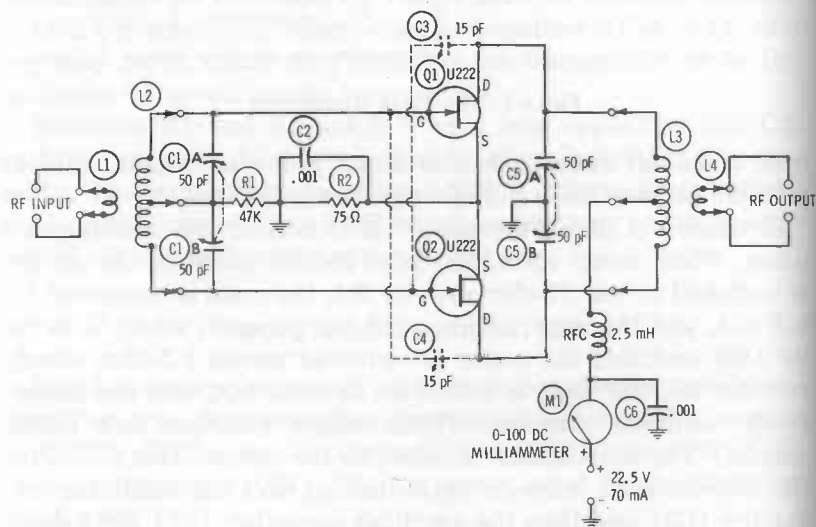 C3
15 pF
Q1
U222
D
G
S
L2
L1
C1 A
50 pF
C2
.001
R1
47K
R2
75 Ω
RF INPUT
C1 B
50 pF
C5 A
50 pF
C5 B
50 pF
L3
L4
RF OUTPUT
Q2
U222
S
G
D
C4
15 pF
RFC
2.5 mH
M1
C6
.001
0-100 DC
MILLIAMMETER
+
+
22.5 V
-
70 mA